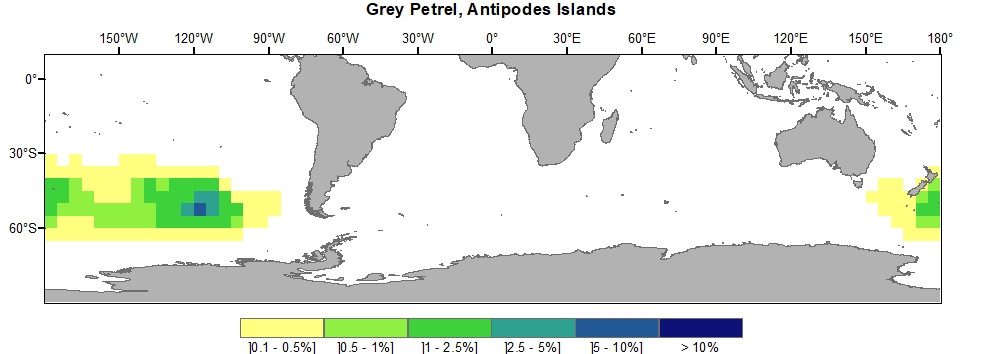 Grey Petrel, Antipodes Islands
150°W 120°W 90°W 60°W 30°W 0° 30°E 60°E 90°E 120°E 150°E 180°
0°
30°S
60°S
]0.1 - 0.5%] ]0.5 - 1%] ]1 - 2.5%] ]2.5 - 5%] ]5 - 10%] > 10%